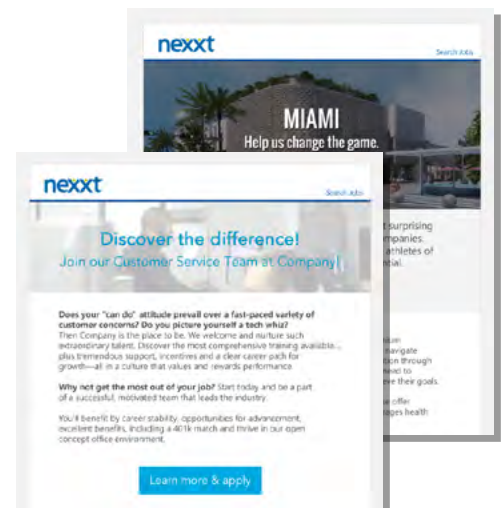 nexxt
Search Jobs
MIAMI
Help us change the game.
surprising
mpanies.
athletes of
cial.
navigate
tion through
eed to
eve their goals.
offer
ages health
nexxt
Search Jobs
Discover the difference!
Join our Customer Service Team at Company!
Does your "can do" attitude prevail over a fast-paced variety of
customer concerns? Do you picture yourself a tech whiz?
Then Company is the place to be. We welcome and nurture such
extraordinary talent. Discover the most comprehensive training available...
plus tremendous support, incentives and a clear career path for
growth—all in a culture that values and rewards performance
Why not get the most out of your job? Start today and be a part
of a successful, motivated team that leads the industry.
You'll benefit by career stability, opportunities for advancement,
excellent benefits, including a 401k match and thrive in our open
concept office environment.
Learn more & apply